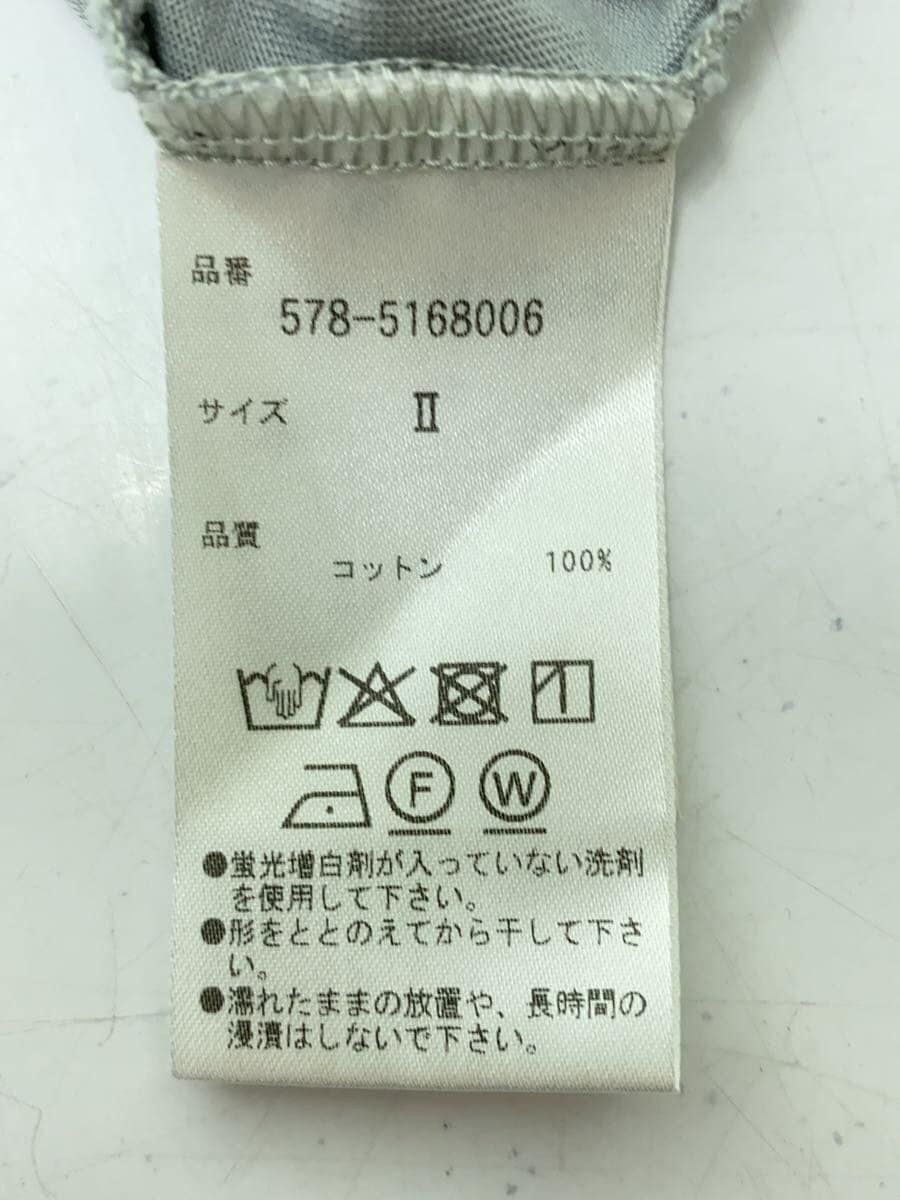 品番
578-5168006
サイズ Ⅱ
品質
コットン 100%
F W
●蛍光増白剤が入っていない洗剤
を使用して下さい。
●形をととのえてから干して下さ
い。
●濡れたままの放置や、長時間の
浸漬はしないで下さい。